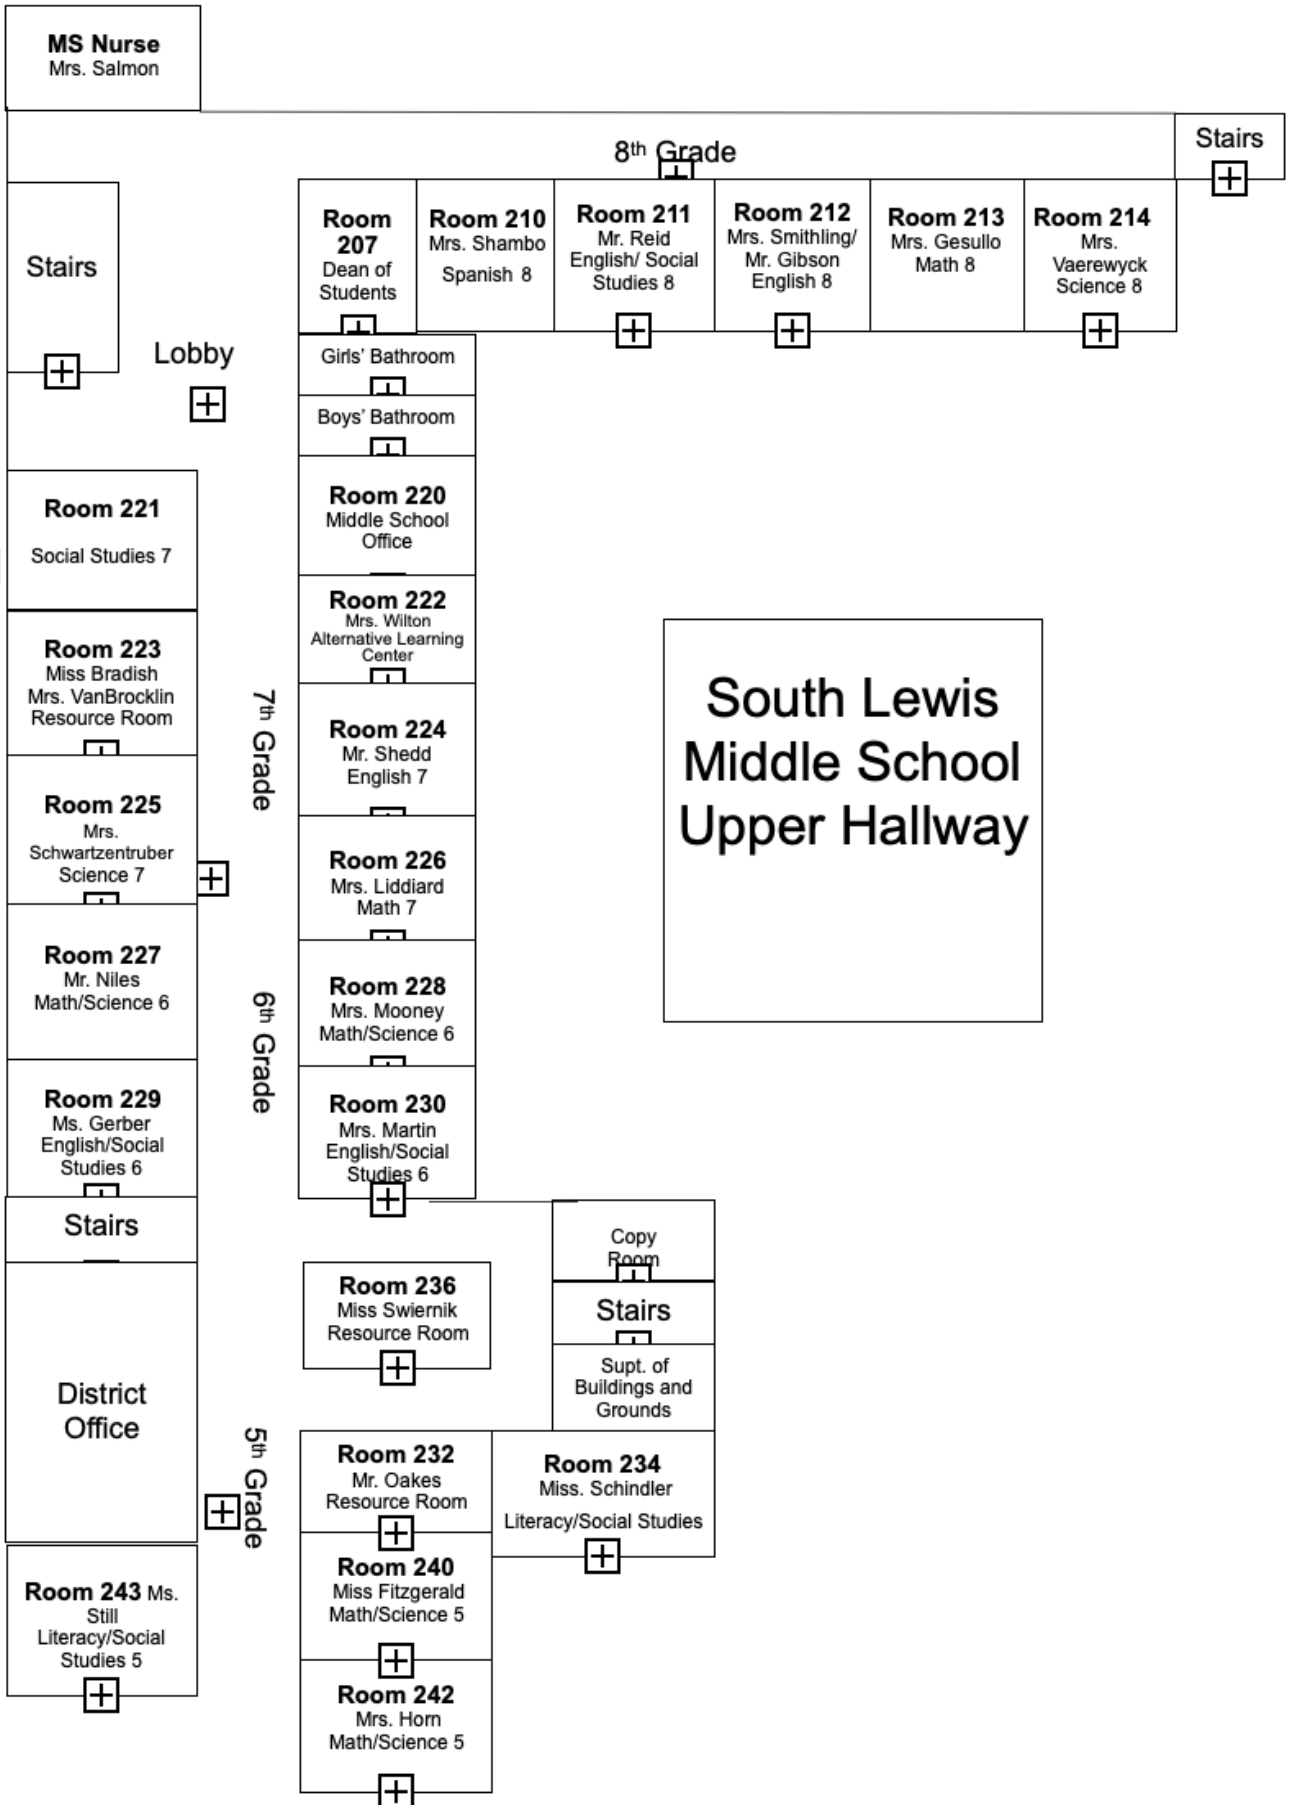 MS Nurse
Mrs. Salmon
8th Grade
Stairs
Stairs
Lobby
Room
207
Dean of
Students
Room 210
Mrs. Shambo
Spanish 8
Room 211
Mr. Reid
English/ Social
Studies 8
Room 212
Mrs. Smithling/
Mr. Gibson
English 8
Room 213
Mrs. Gesullo
Math 8
Room 214
Mrs.
Vaerewyck
Science 8
Girls' Bathroom
Boys' Bathroom
Room 220
Middle School
Office
Room 221
Social Studies 7
Room 222
Mrs. Wilton
Alternative Learning
Center
Room 223
Miss Bradish
Mrs. VanBrocklin
Resource Room
7th Grade
Room 224
Mr. Shedd
English 7
South Lewis
Middle School
Upper Hallway
Room 225
Mrs.
Schwartzentruber
Science 7
Room 226
Mrs. Liddiard
Math 7
Room 227
Mr. Niles
Math/Science 6
6th Grade
Room 228
Mrs. Mooney
Math/Science 6
Room 229
Ms. Gerber
English/Social
Studies 6
Room 230
Mrs. Martin
English/Social
Studies 6
Stairs
Copy
Room
Room 236
Miss Swiernik
Resource Room
Stairs
District
Office
Supt. of
Buildings and
Grounds
5th Grade
Room 232
Mr. Oakes
Resource Room
Room 234
Miss. Schindler
Literacy/Social Studies
Room 243 Ms.
Still
Literacy/Social
Studies 5
Room 240
Miss Fitzgerald
Math/Science 5
Room 242
Mrs. Horn
Math/Science 5